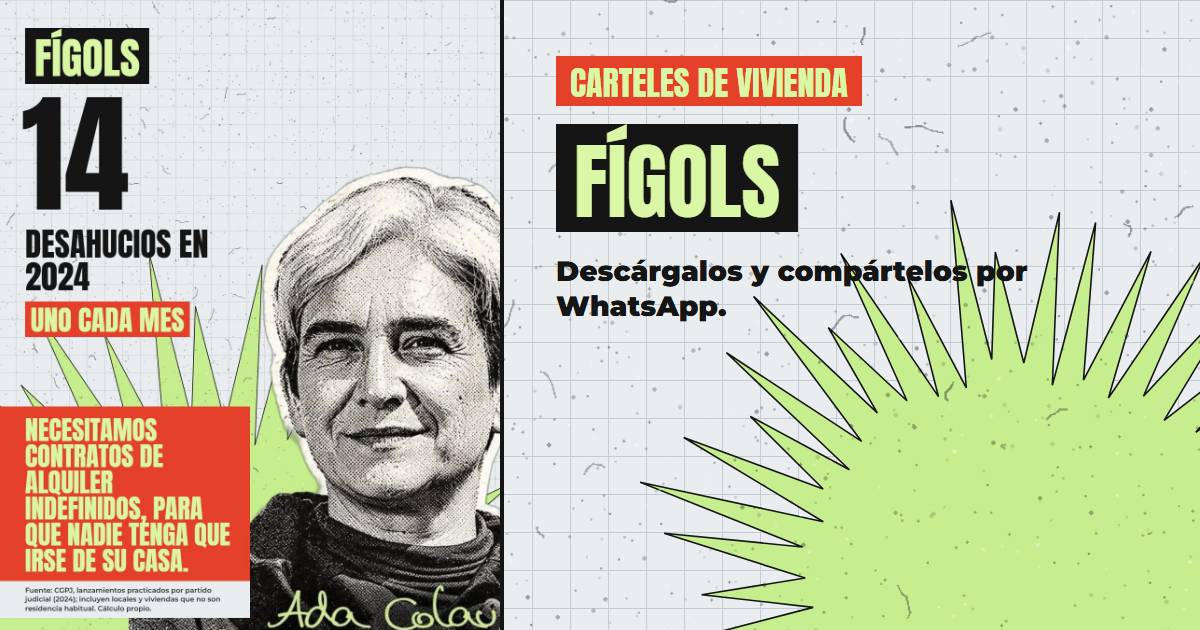 FÍGOLS
14
DESAHUCIOS EN
2024
UNO CADA MES
NECESITAMOS
CONTRATOS DE
ALQUILER
INDEFINIDOS, PARA
QUE NADIE TENGA QUE
IRSE DE SU CASA.
Fuente: CGPJ, lanzamientos practicados por partido
judicial (2024); incluyen locales y viviendas que no son
residencia habitual. Cálculo propio.
Ada Colau
CARTELES DE VIVIENDA
FÍGOLS
Descárgalos y compártelos por
WhatsApp.